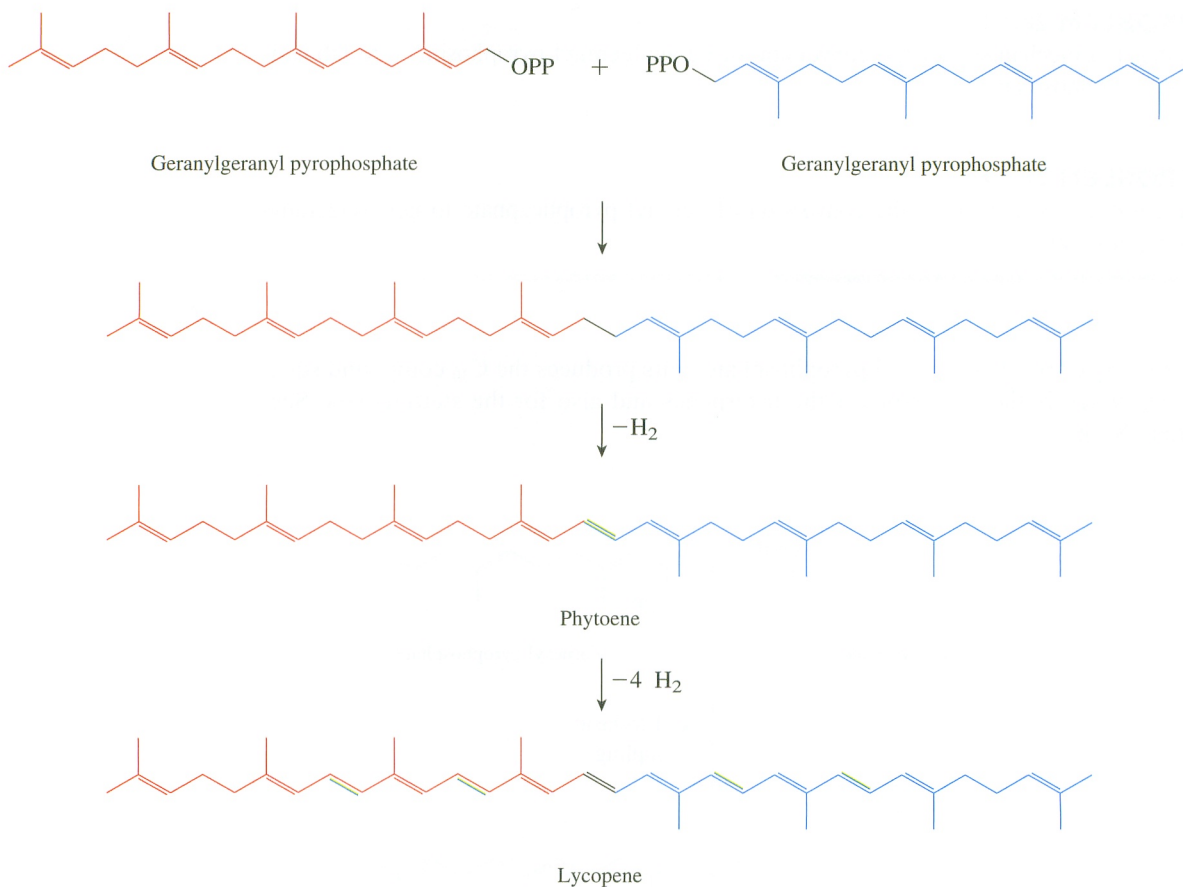 OPP + PPO
Geranylgeranyl pyrophosphate
Geranylgeranyl pyrophosphate
−H2
Phytoene
−4 H2
Lycopene